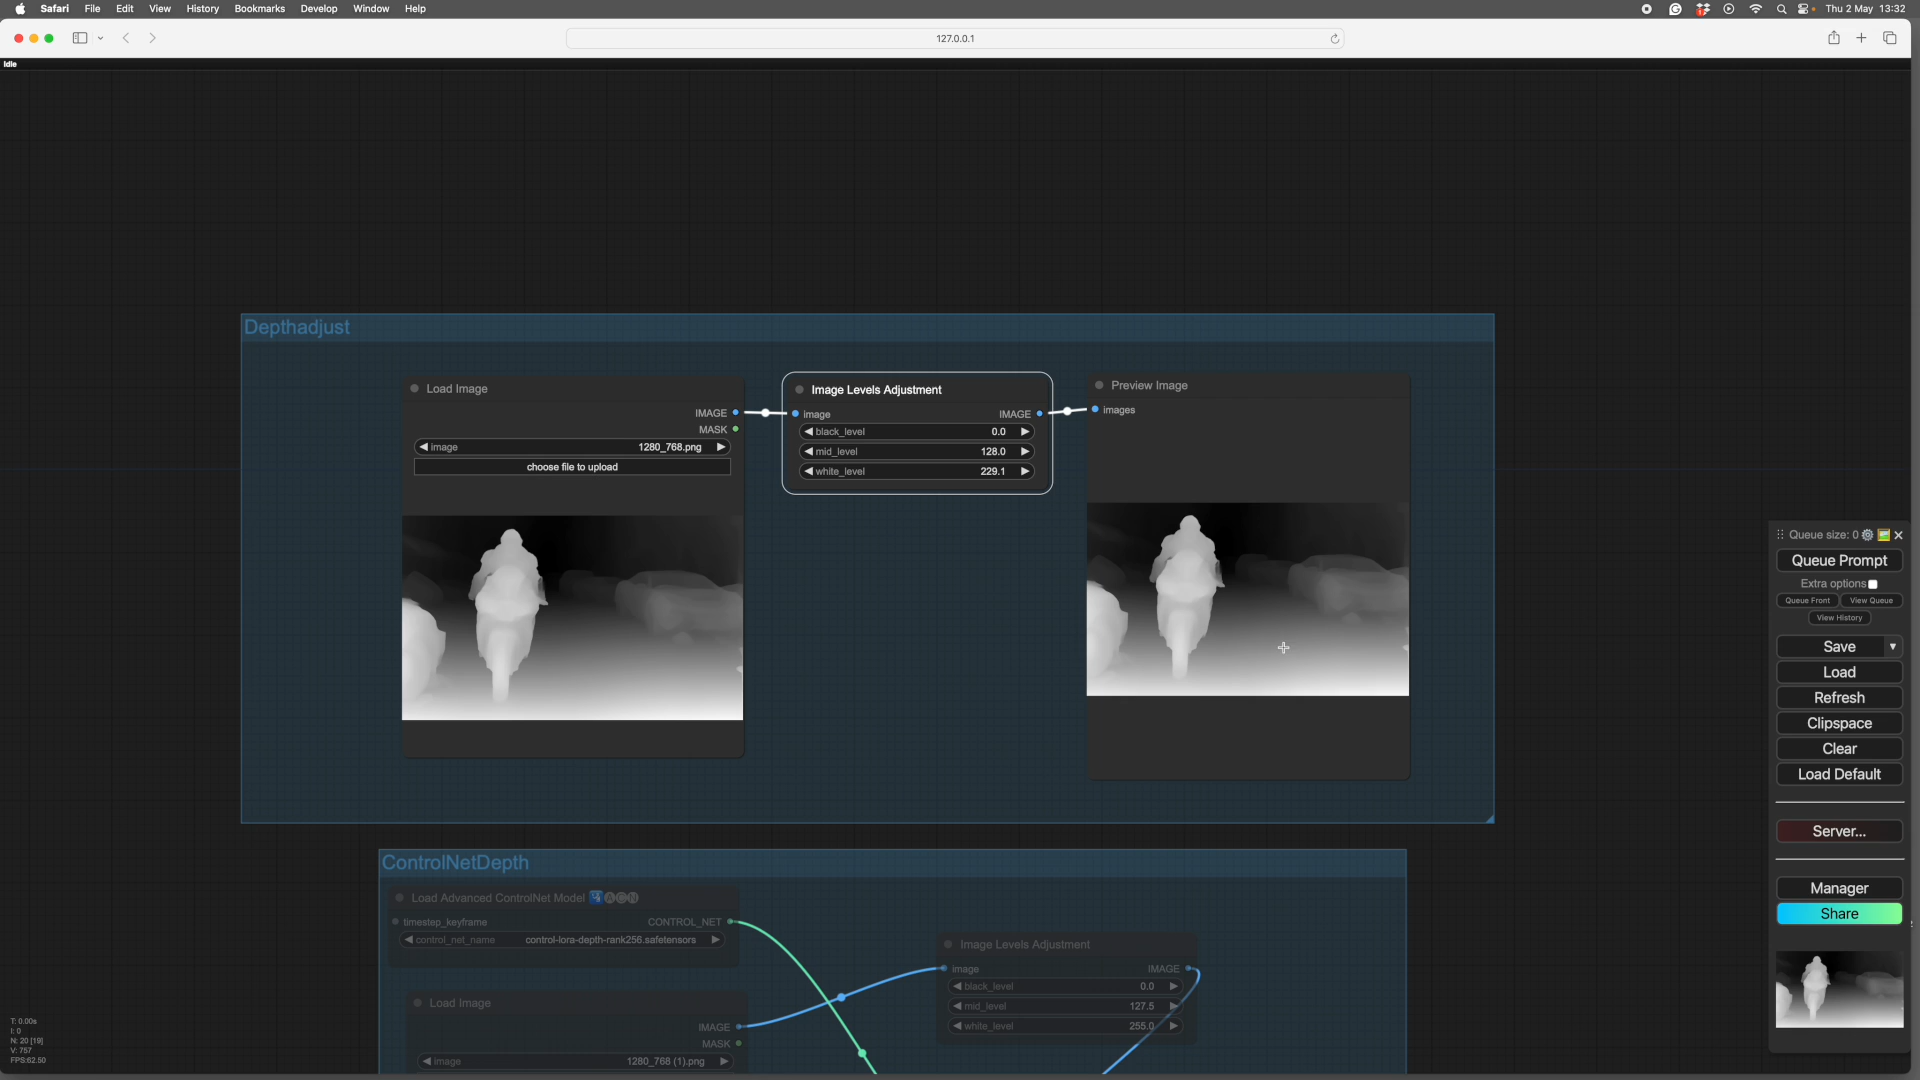 Safari File Edit View History Bookmarks Develop Window Help
Thu 2 May 13:32
127.0.0.1
Idle
Depthadjust
Load Image
IMAGE
MASK
image 1280_768.png
choose file to upload
Image Levels Adjustment
image IMAGE
black_level 0.0
mid_level 128.0
white_level 229.1
Preview Image
images
Queue size: 0
Queue Prompt
Extra options
Queue Front View Queue
View History
Save
Load
Refresh
Clipspace
Clear
Load Default
Server...
Manager
Share
ControlNetDepth
Load Advanced ControlNet Model
timestep_keyframe CONTROL_NET
control_net_name control-lora-depth-rank256.safetensors
Image Levels Adjustment
image IMAGE
black_level 0.0
mid_level 127.5
white_level 255.0
Load Image
IMAGE
MASK
image 1280_768 (1).png
T: 0.00s
I: 0
N: 20 [19]
V: 757
FPS:62.50